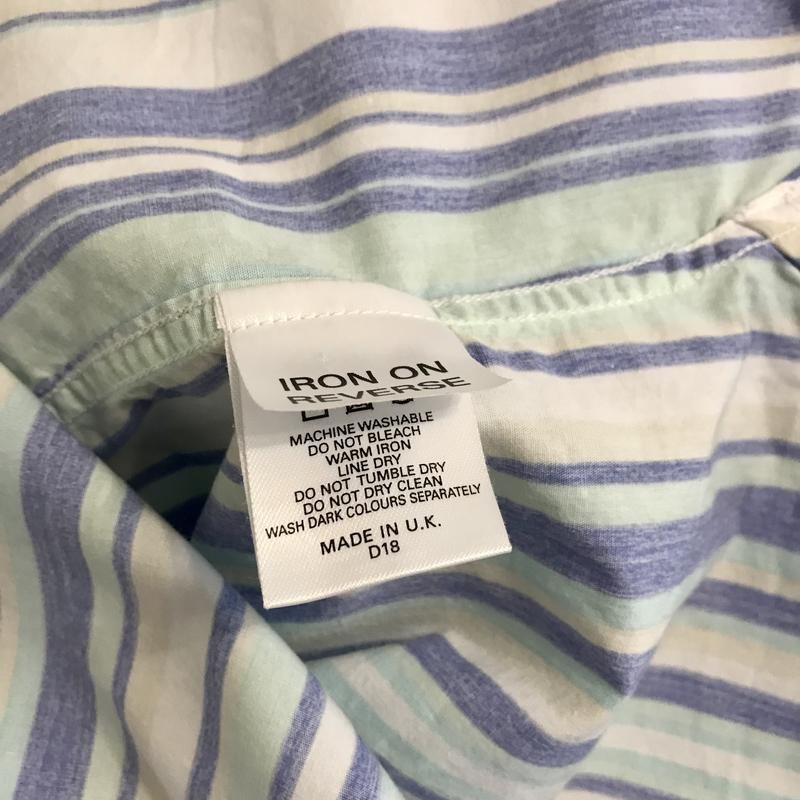 IRON ON
REVERSE
MACHINE WASHABLE
DO NOT BLEACH
WARM IRON
LINE DRY
DO NOT TUMBLE DRY
DO NOT DRY CLEAN
WASH DARK COLOURS SEPARATELY
MADE IN U.K.
D18